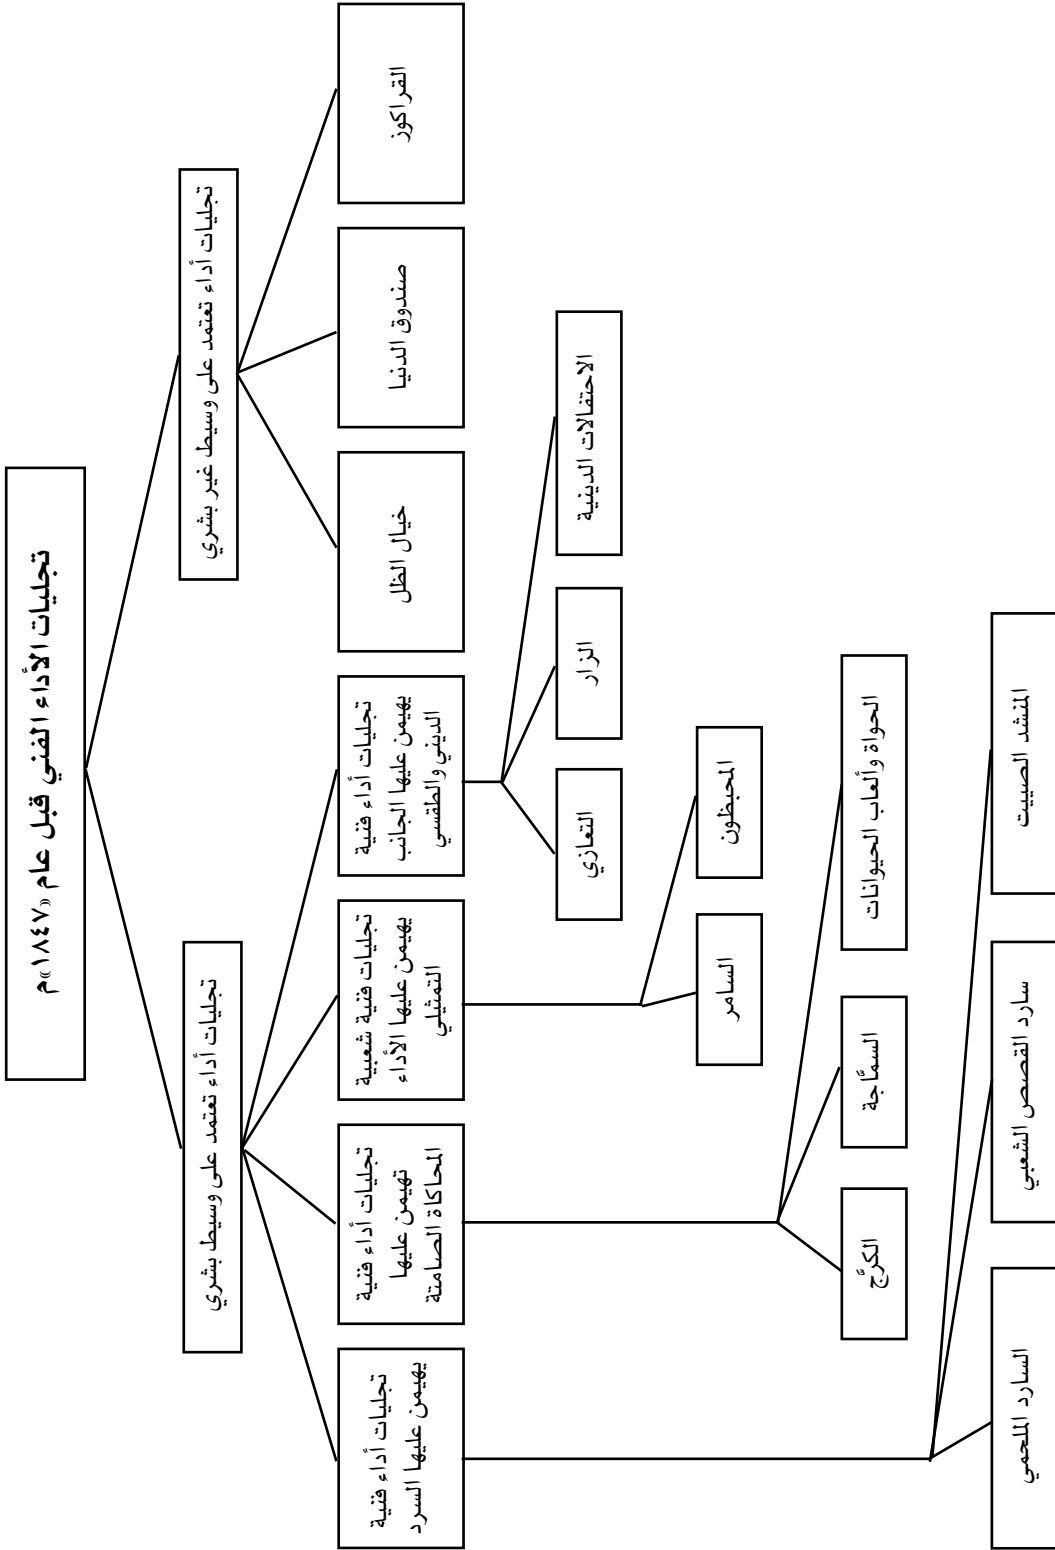 تجليات الأداء الفني قبل عام «١٨٤٧»م
تجليات أداء تعتمد على وسيط غير بشري
تجليات أداء تعتمد على وسيط بشري
القراكوز
صندوق الدنيا
خيال الظل
تجليات أداء فنية
يهيمن عليها الجانب
الديني والطقسي
تجليات فنية شعبية
يهيمن عليها الأداء
التمثيلي
تجليات أداء فنية
تهيمن عليها
المحاكاة الصامتة
تجليات أداء فنية
يهيمن عليها السرد
الاحتفالات الدينية
الزار
التعازي
المحبظون
السامر
الحواة وألعاب الحيوانات
السمَّاجة
الكرَّج
المنشد الصييت
سارد القصص الشعبي
السارد الملحمي